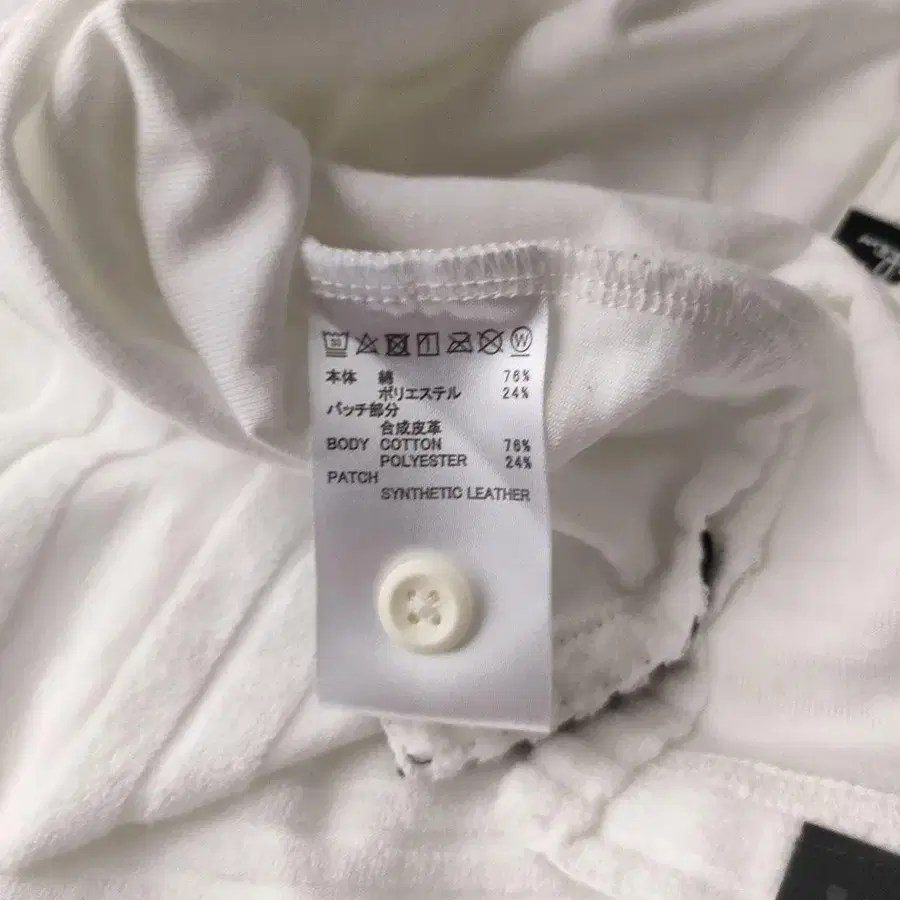 30
W
本体 綿 76%
ポリエステル 24%
パッチ部分
合成皮革
BODY COTTON 76%
POLYESTER 24%
PATCH
SYNTHETIC LEATHER